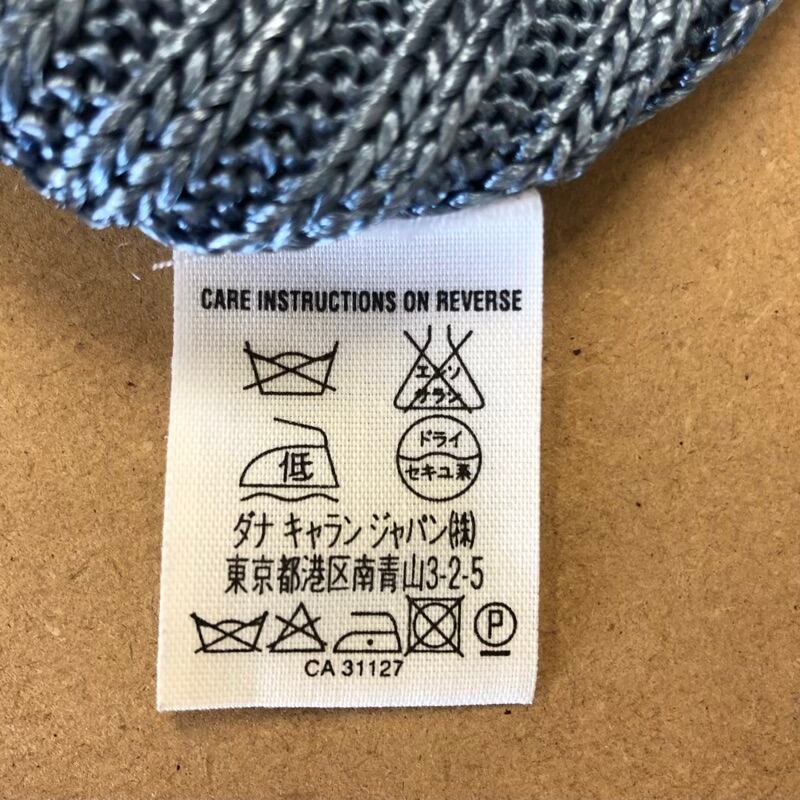 CARE INSTRUCTIONS ON REVERSE
エンソ
サラシ
低
ドライ
セキユ系
ダナ キャラン ジャパン(株)
東京都港区南青山3-2-5
P
CA 31127